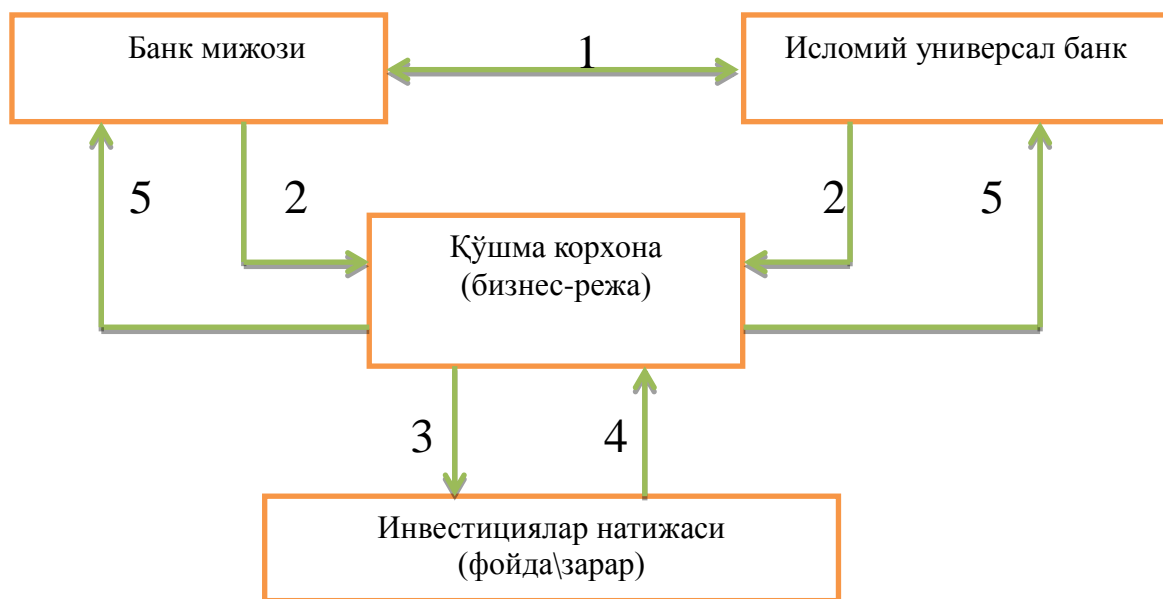 Банк мижози
1
Исломий универсал банк
5
2
2
5
Қўшма корхона
(бизнес-режа)
3
4
Инвестициялар натижаси
(фойда\зарар)